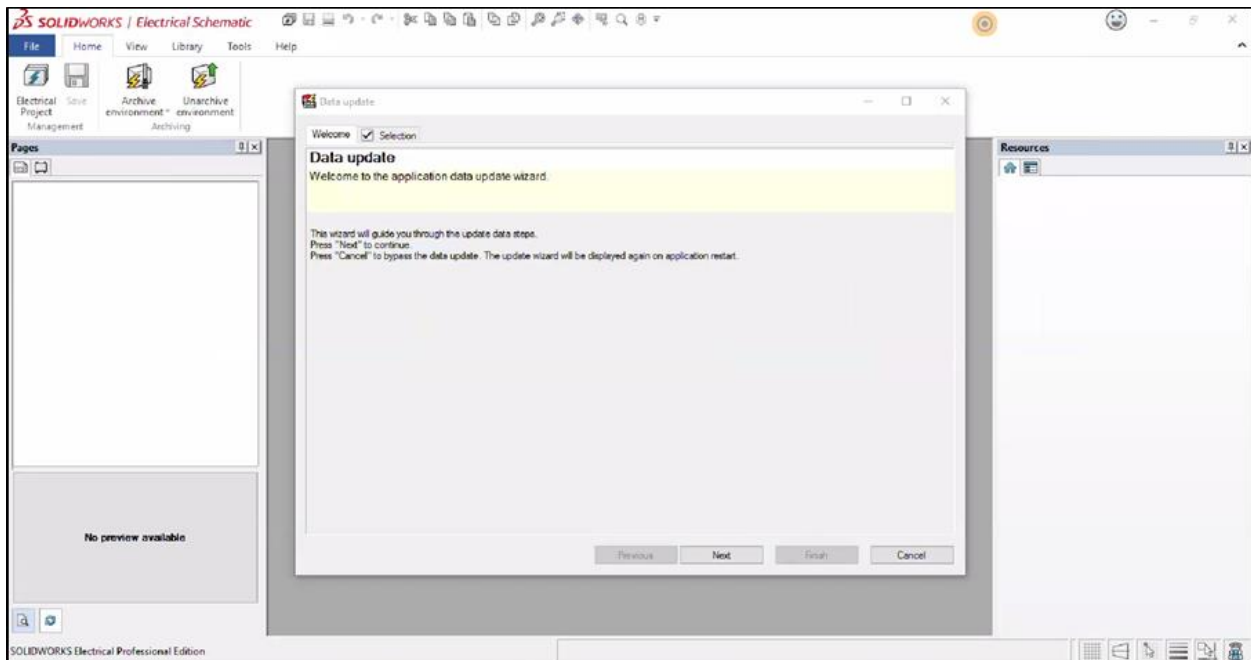 SOLIDWORKS | Electrical Schematic
File Home View Library Tools Help
Electrical Project
Save
Archive environment
Unarchive environment
Management
Archiving
Pages
Data update
Welcome Selection
Data update
Welcome to the application data update wizard.
This wizard will guide you through the update data steps.
Press "Next" to continue.
Press "Cancel" to bypass the data update. The update wizard will be displayed again on application restart.
Previous Next Finish Cancel
Resources
No preview available
SOLIDWORKS Electrical Professional Edition